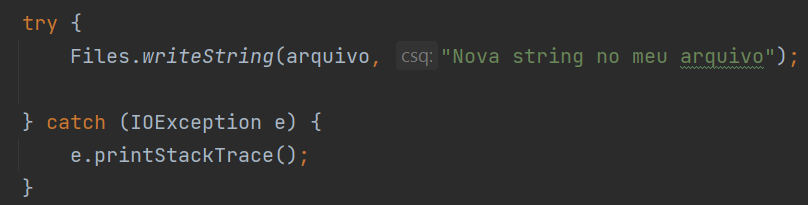 try {
    Files.writeString(arquivo, csq: "Nova string no meu arquivo");
} catch (IOException e) {
    e.printStackTrace();
}